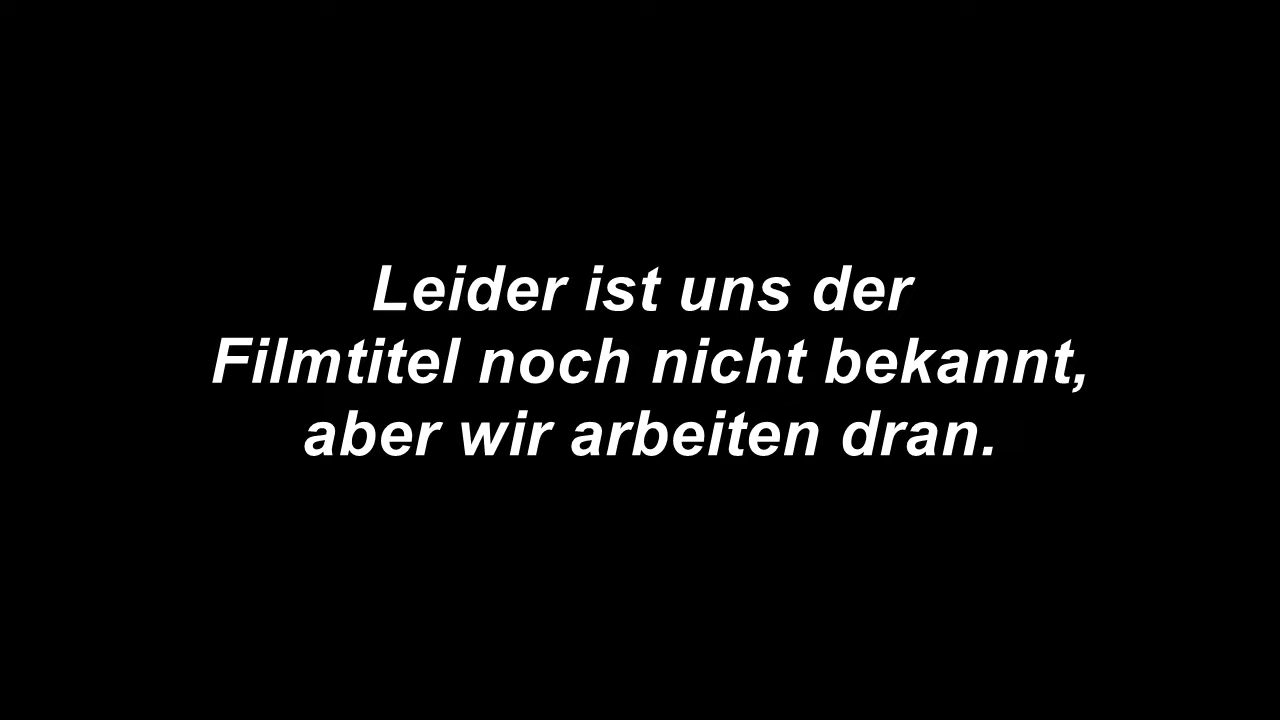 Leider ist uns der
Filmtitel noch nicht bekannt,
aber wir arbeiten dran.